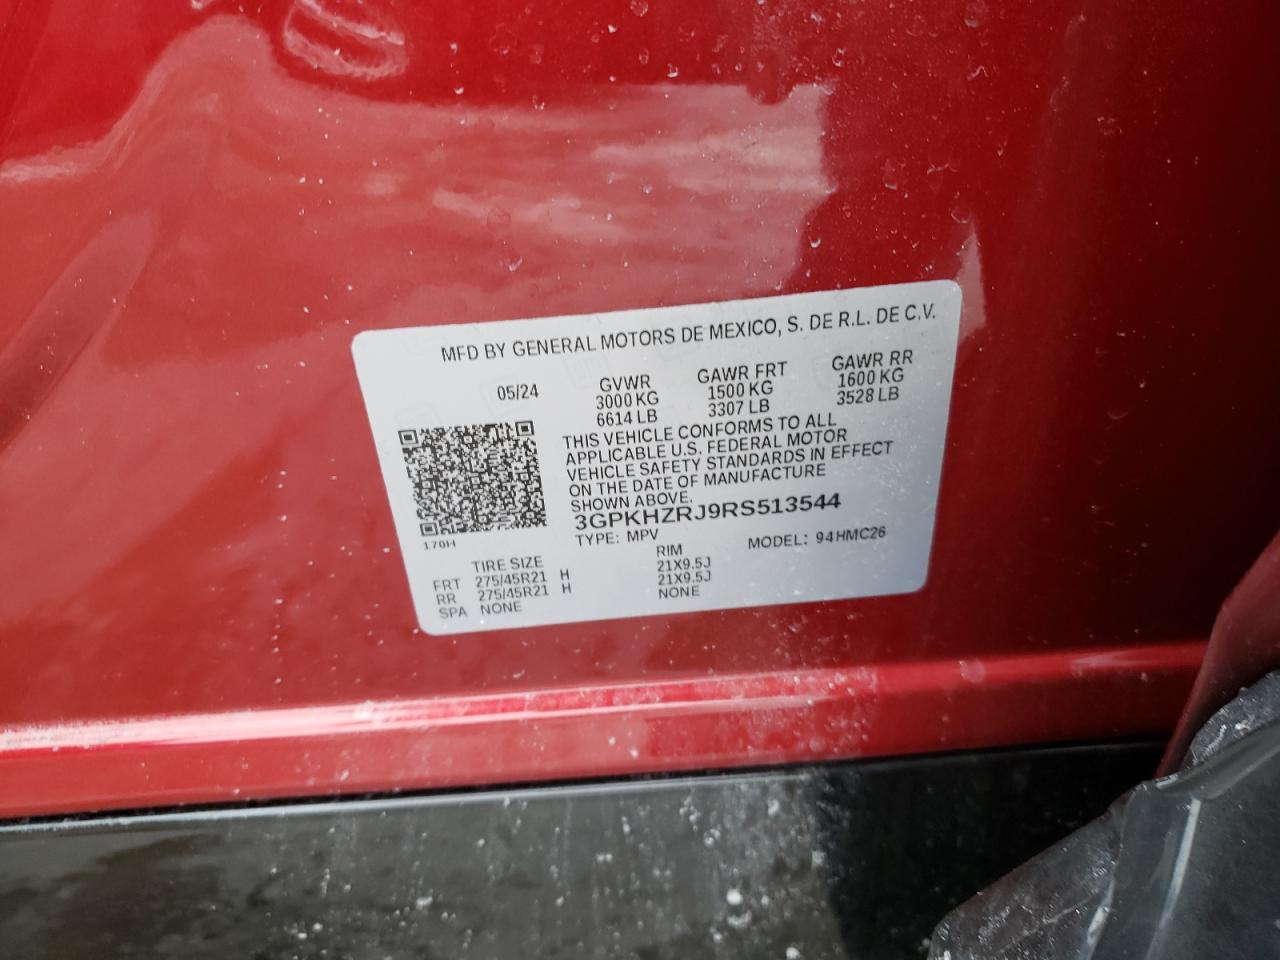 MFD BY GENERAL MOTORS DE MEXICO, S. DE R.L. DE C.V.
05/24 GVWR GAWR FRT GAWR RR
3000 KG 1500 KG 1600 KG
6614 LB 3307 LB 3528 LB
THIS VEHICLE CONFORMS TO ALL
APPLICABLE U.S. FEDERAL MOTOR
VEHICLE SAFETY STANDARDS IN EFFECT
ON THE DATE OF MANUFACTURE
SHOWN ABOVE.
3GPKHZRJ9RS513544
170H
TYPE: MPV MODEL: 94HMC26
TIRE SIZE RIM
FRT 275/45R21 H 21X9.5J
RR 275/45R21 H 21X9.5J
SPA NONE NONE